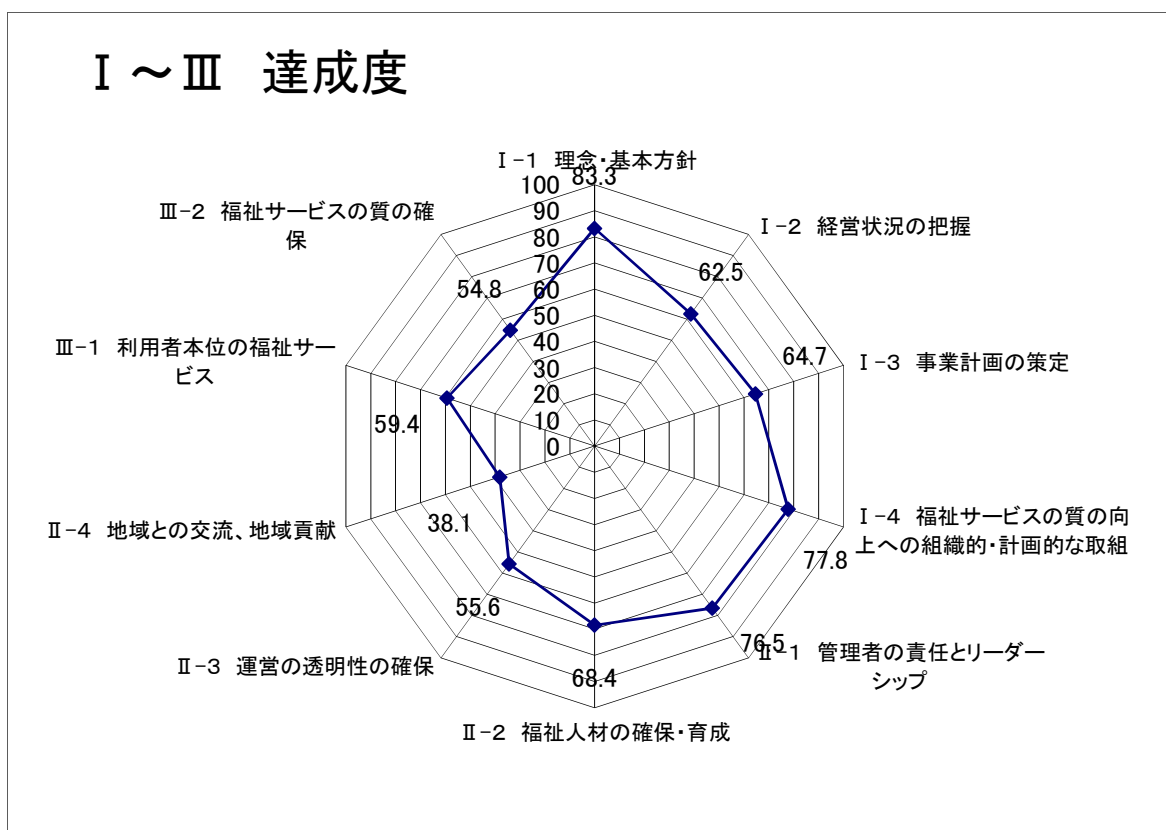 Ⅰ～Ⅲ 達成度
Ⅰ-1 理念・基本方針
83.3
Ⅰ-2 経営状況の把握
62.5
Ⅰ-3 事業計画の策定
64.7
Ⅰ-4 福祉サービスの質の向
上への組織的・計画的な取組
77.8
Ⅱ-1 管理者の責任とリーダー
シップ
76.5
Ⅱ-2 福祉人材の確保・育成
68.4
Ⅱ-3 運営の透明性の確保
55.6
Ⅱ-4 地域との交流、地域貢献
38.1
Ⅲ-1 利用者本位の福祉サー
ビス
59.4
Ⅲ-2 福祉サービスの質の確
保
54.8
100
90
80
70
60
50
40
30
20
10
0